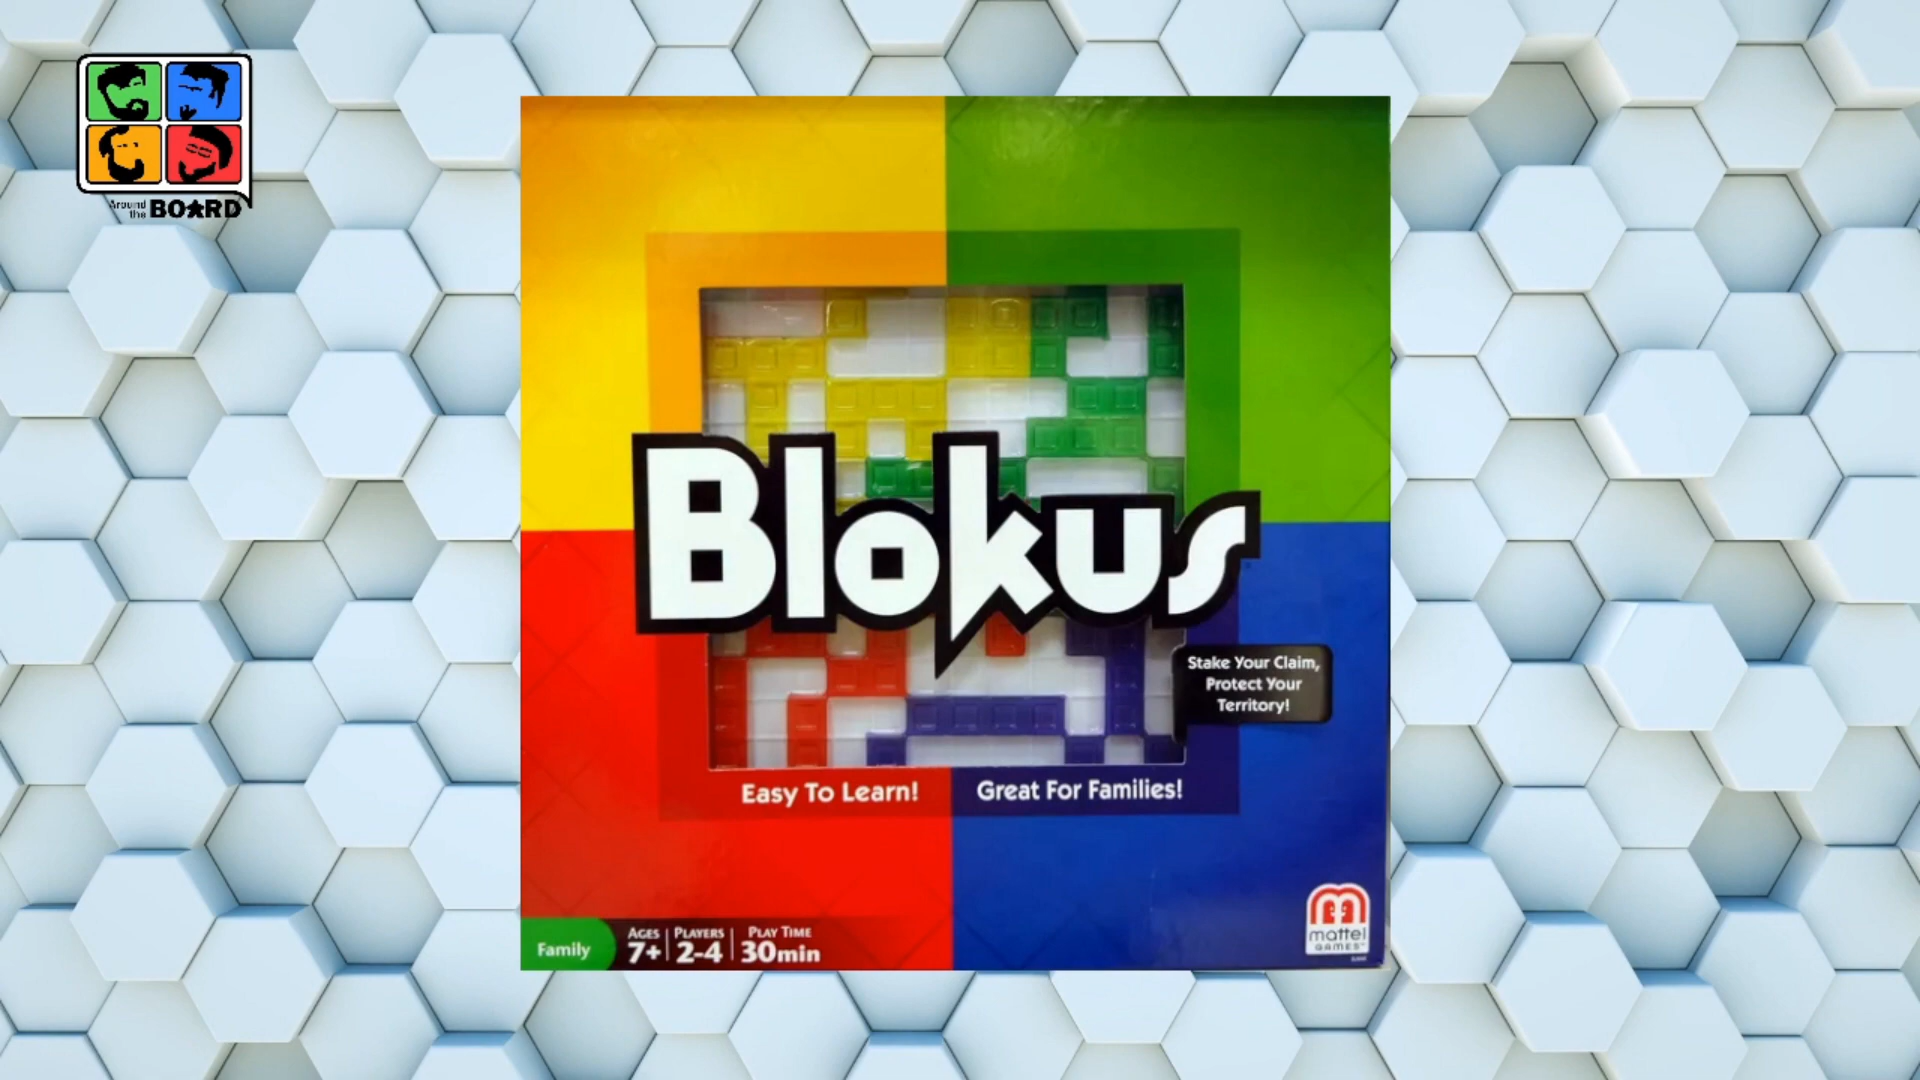 Around
the BOARD
Blokus
Stake Your Claim,
Protect Your
Territory!
Easy To Learn!
Great For Families!
Family
AGES
7+
PLAYERS
2-4
PLAY TIME
30min
mattel
GAMES